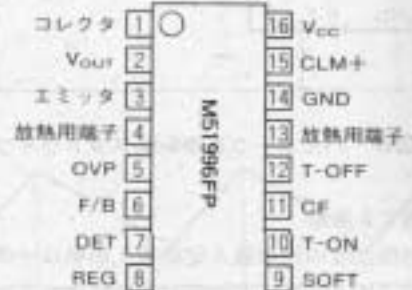 コレクタ 1 16 Vcc
VOUT 2 15 CLM+
エミッタ 3 14 GND
放熱用端子 4 13 放熱用端子
OVP 5 12 T-OFF
F/B 6 11 CF
DET 7 10 T-ON
REG 8 9 SOFT
M51996FP